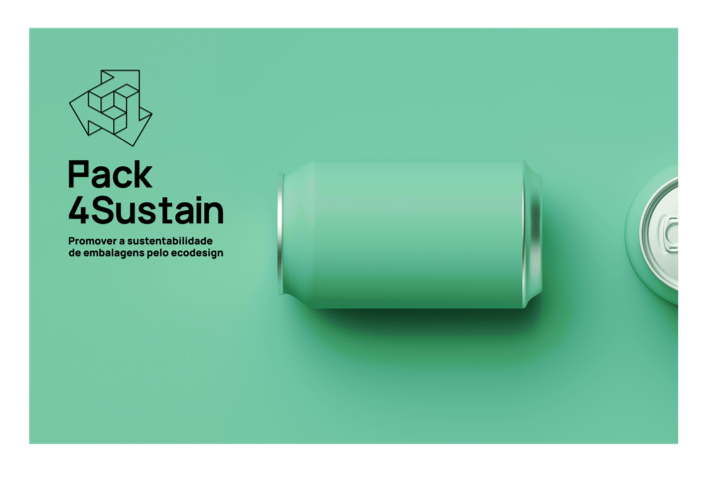 Pack
4Sustain
Promover a sustentabilidade
de embalagens pelo ecodesign